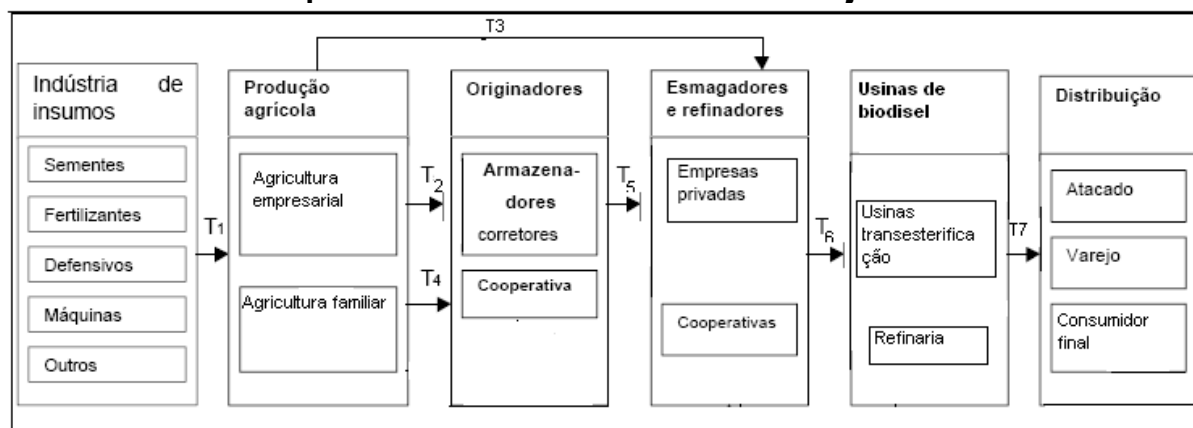 T3
Indústria de
insumos
Sementes
Fertilizantes
Defensivos
Máquinas
Outros
T1
Produção
agrícola
Agricultura
empresarial
Agricultura familiar
T2
T4
Originadores
Armazena-
dores
corretores
Cooperativa
T5
Esmagadores
e refinadores
Empresas
privadas
Cooperativas
T6
Usinas de
biodisel
Usinas
transesterifica
ção
Refinaria
T7
Distribuição
Atacado
Varejo
Consumidor
final